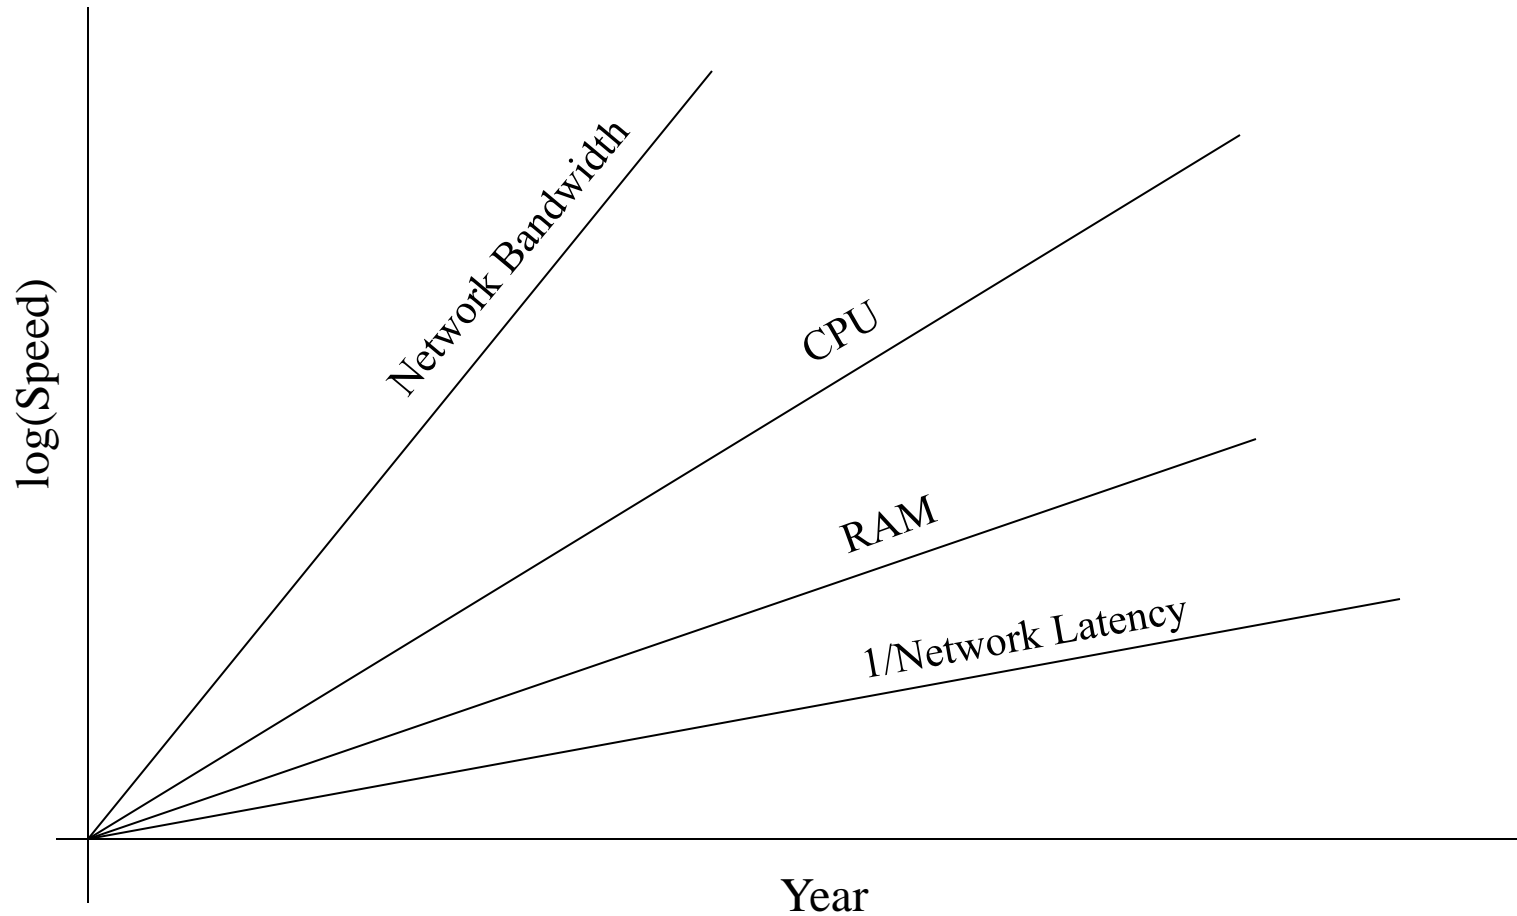 Network Bandwidth
CPU
log(Speed)
RAM
1/Network Latency
Year